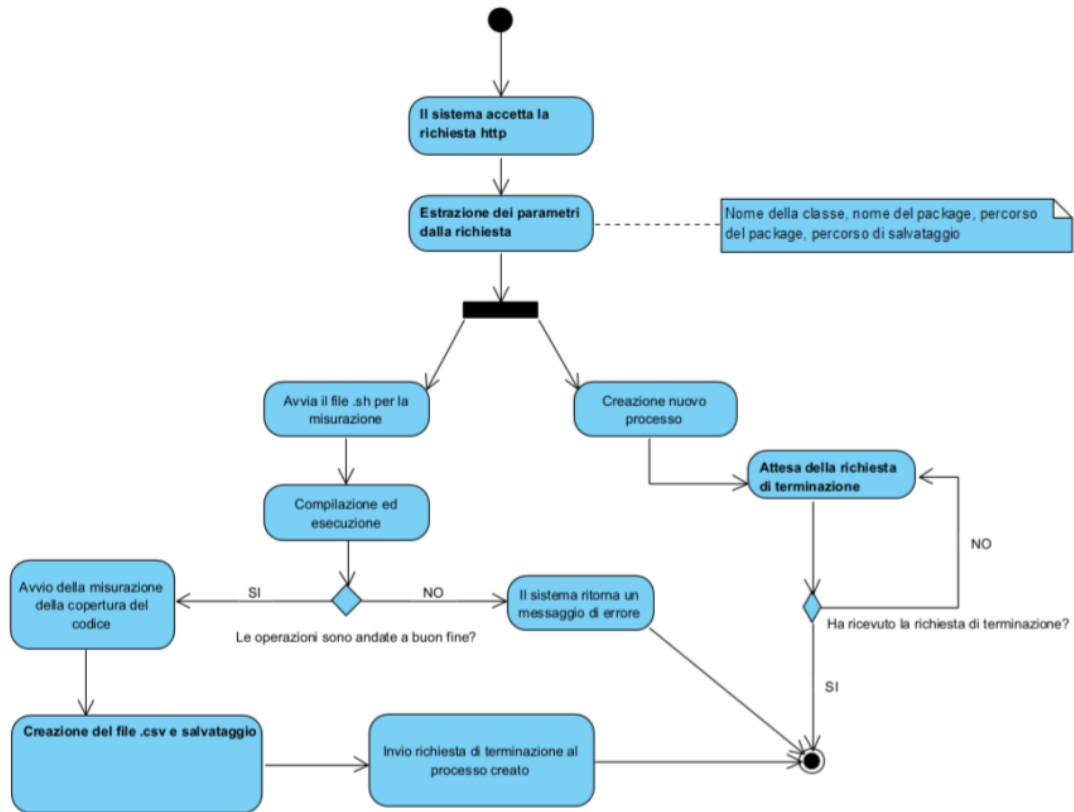 Il sistema accetta la
richiesta http
Estrazione dei parametri
dalla richiesta
Nome della classe, nome del package, percorso
del package, percorso di salvataggio
Avvia il file .sh per la
misurazione
Creazione nuovo
processo
Attesa della richiesta
di terminazione
Compilazione ed
esecuzione
NO
Avvio della misurazione
della copertura del
codice
SI
NO
Il sistema ritorna un
messaggio di errore
Le operazioni sono andate a buon fine?
Ha ricevuto la richiesta di terminazione?
SI
Creazione del file .csv e salvataggio
Invio richiesta di terminazione al
processo creato